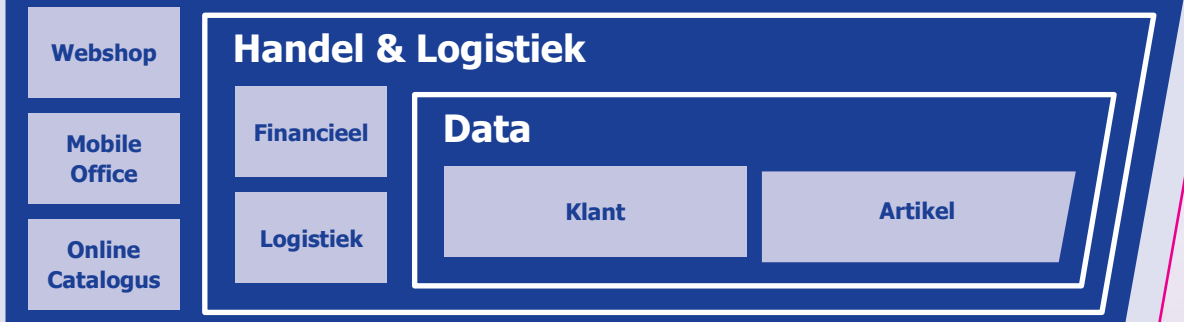 Webshop
Mobile
Office
Online
Catalogus
Handel & Logistiek
Financieel
Logistiek
Data
Klant
Artikel